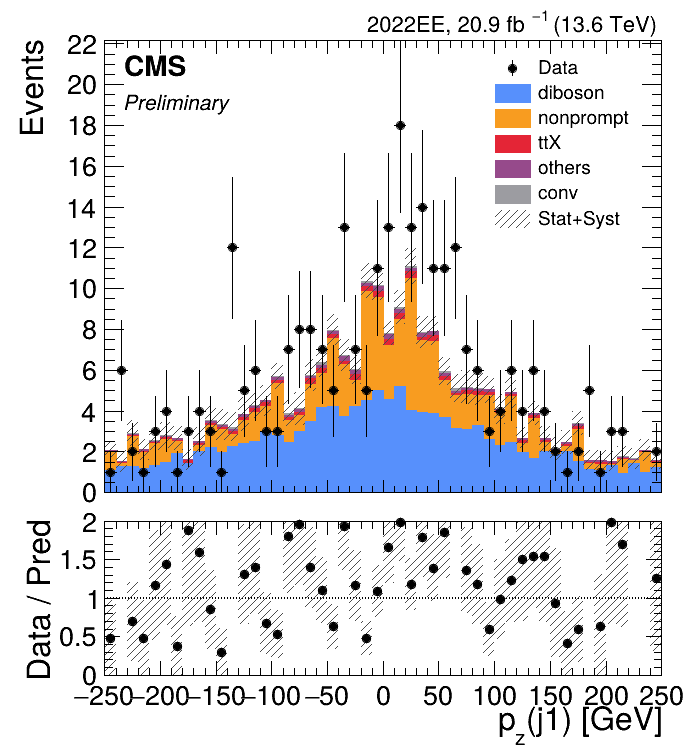 2022EE, 20.9 fb⁻¹ (13.6 TeV)
CMS
Preliminary
Events
22
20
18
16
14
12
10
8
6
4
2
0
Data
diboson
nonprompt
ttX
others
conv
Stat+Syst
Data / Pred
2
1.5
1
0.5
0
−250 −200 −150 −100 −50 0 50 100 150 200 250
p_z(j1) [GeV]